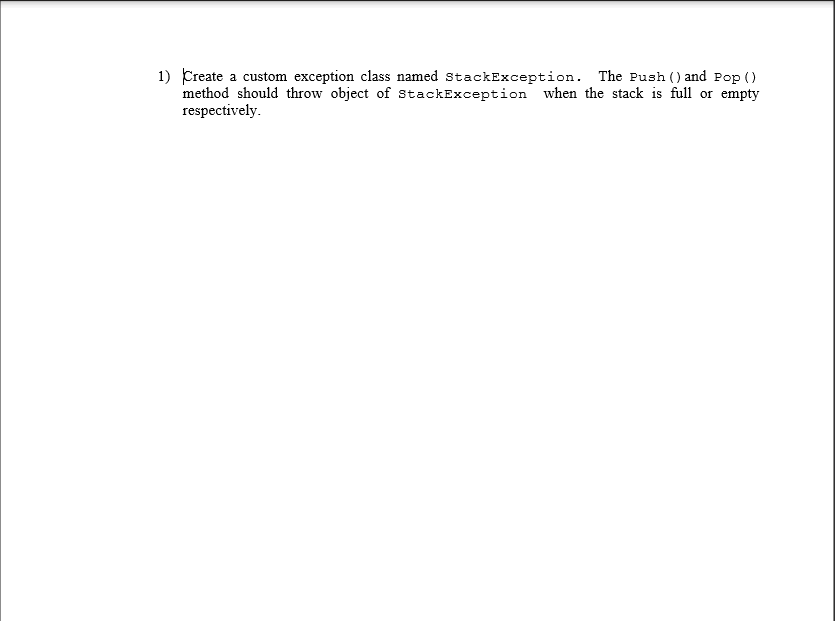 1) Create a custom exception class named StackException. The Push() and Pop()
method should throw object of StackException when the stack is full or empty
respectively.